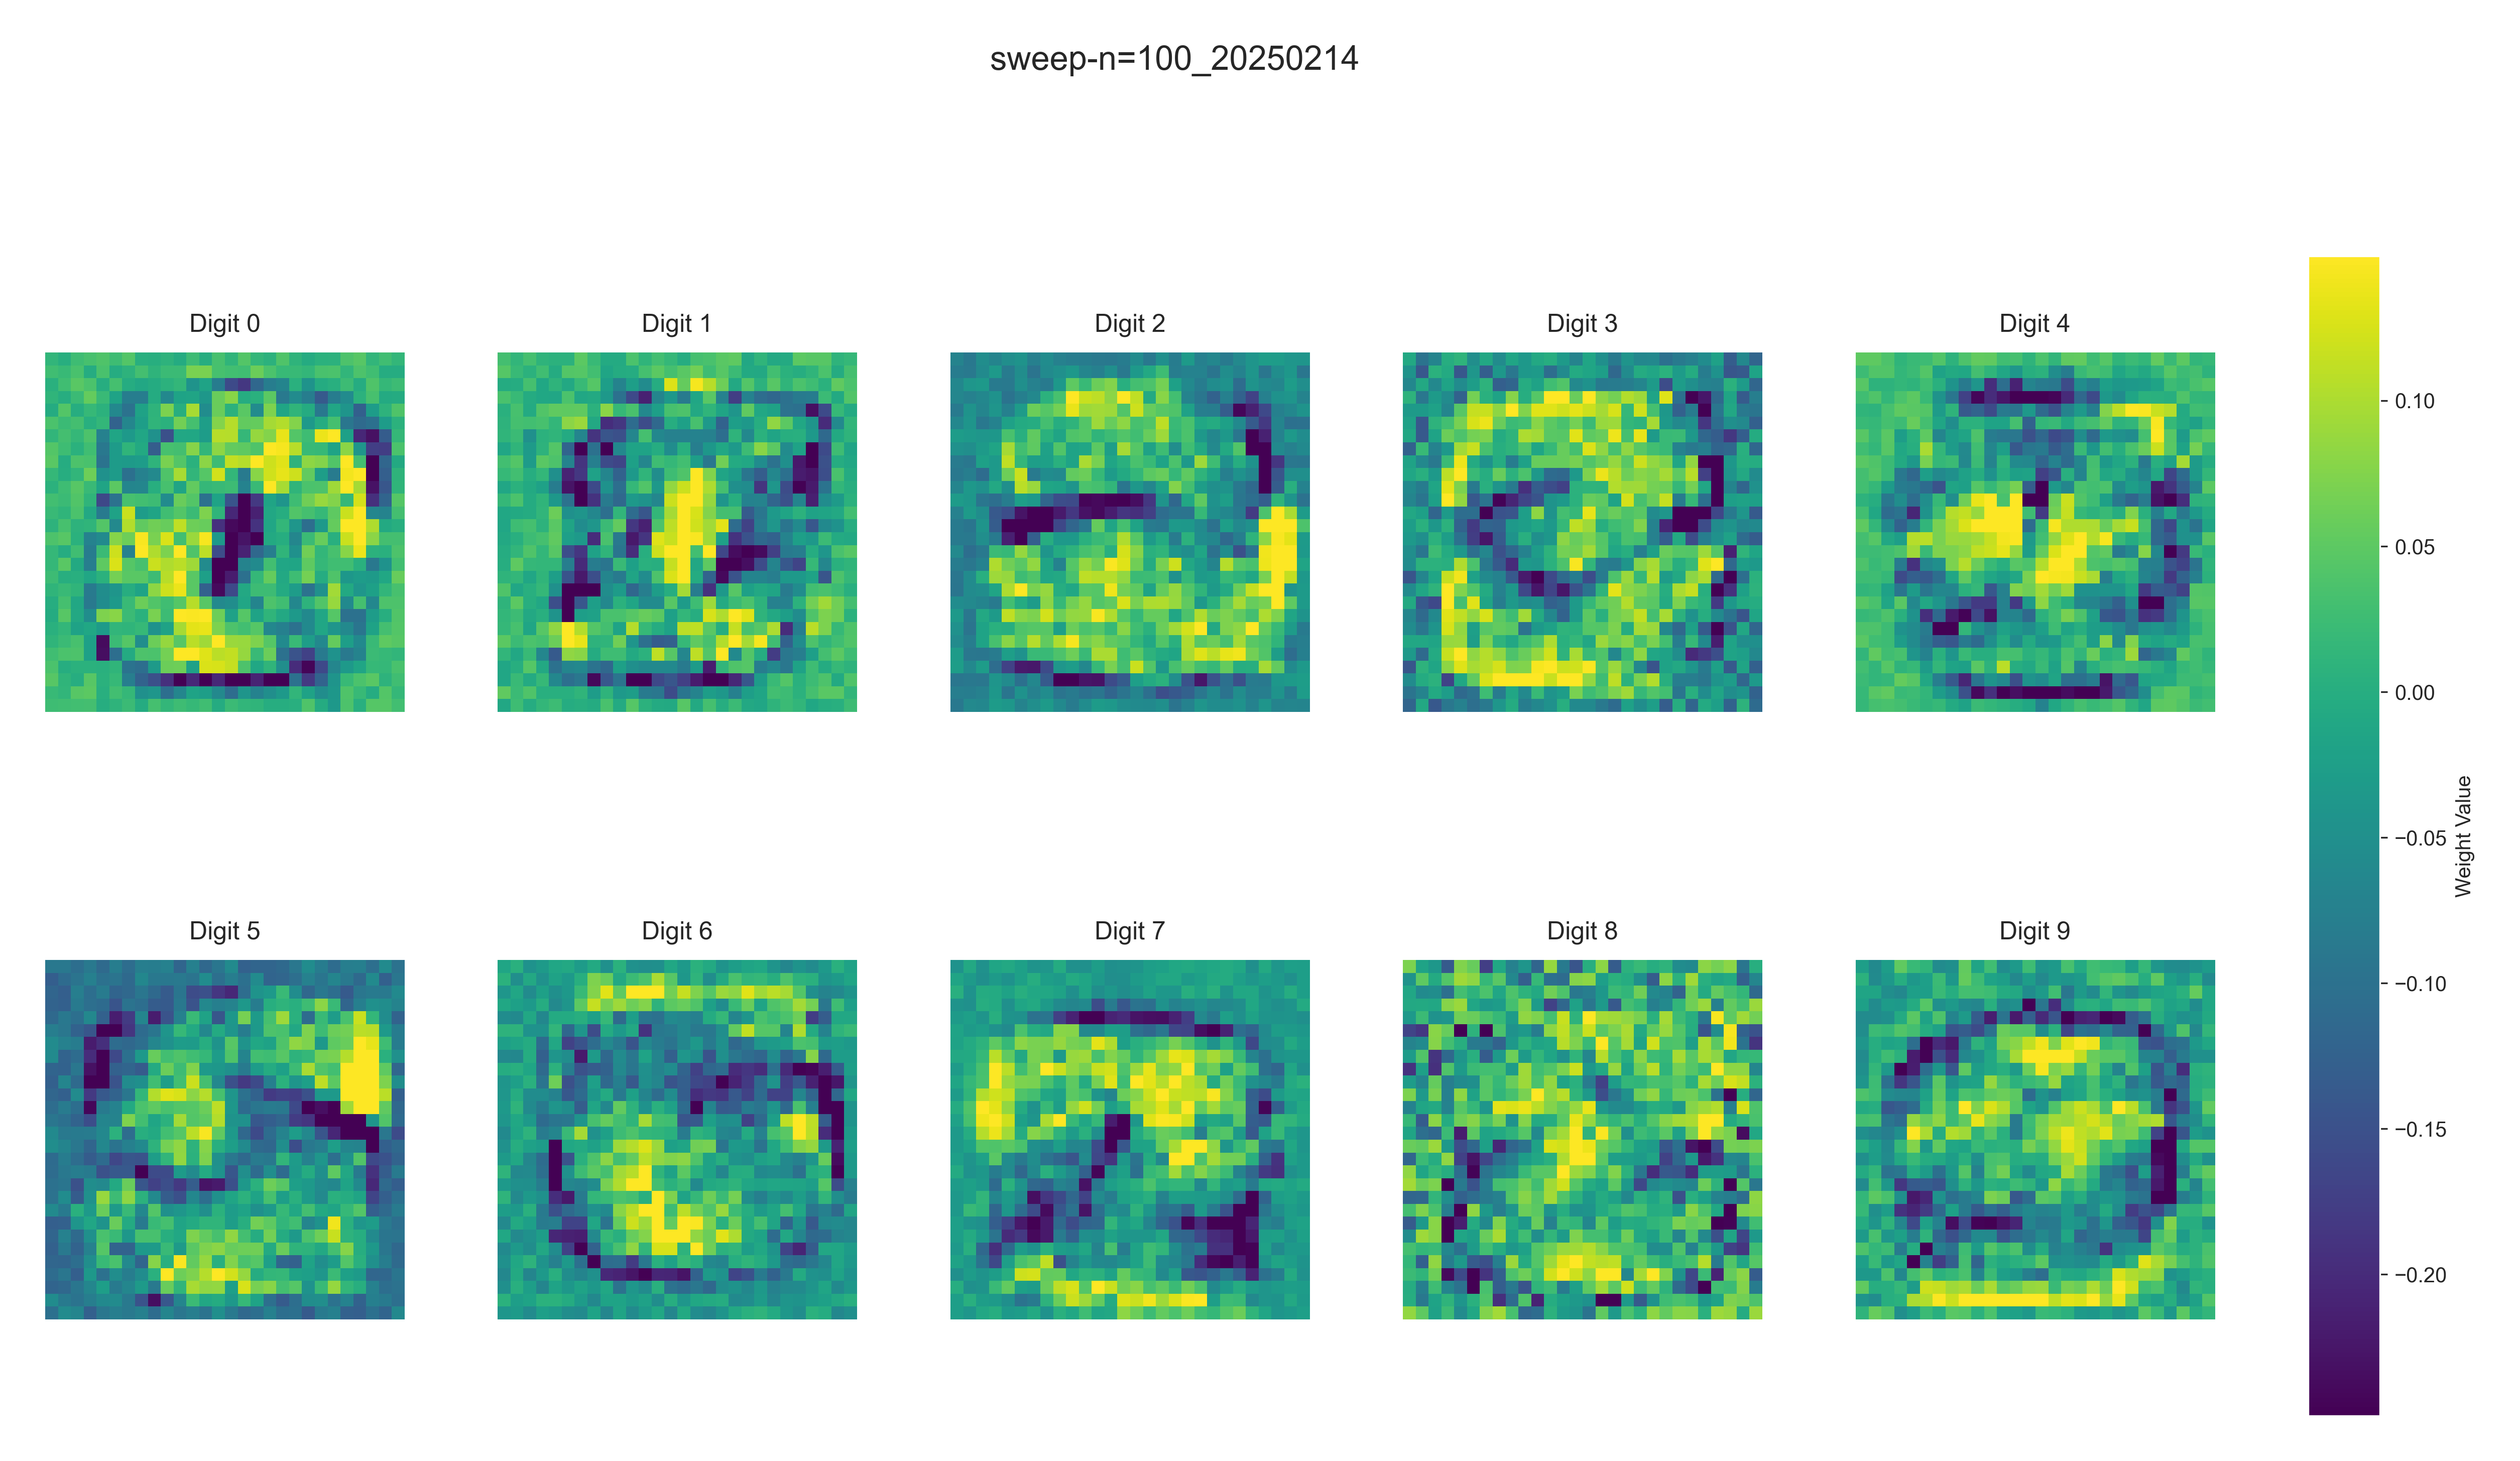 sweep-n=100_20250214
Digit 0
Digit 1
Digit 2
Digit 3
Digit 4
Digit 5
Digit 6
Digit 7
Digit 8
Digit 9
0.10
0.05
0.00
−0.05
−0.10
−0.15
−0.20
Weight Value